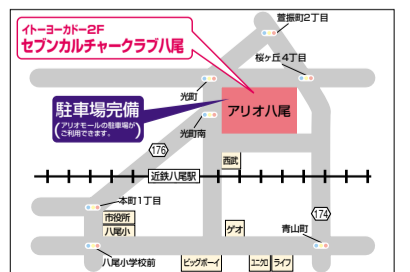 イトーヨカドー2F
セブンカルチャークラブ八尾
萱振町2丁目
桜ヶ丘4丁目
光町
駐車場完備
(アリオモールの駐車場が
ご利用できます。)
アリオ八尾
光町南
176
西武
近鉄八尾駅
本町1丁目
市役所
八尾小
ゲオ
174
青山町
八尾小学校前
ビッグボーイ
ユニクロ
ライフ